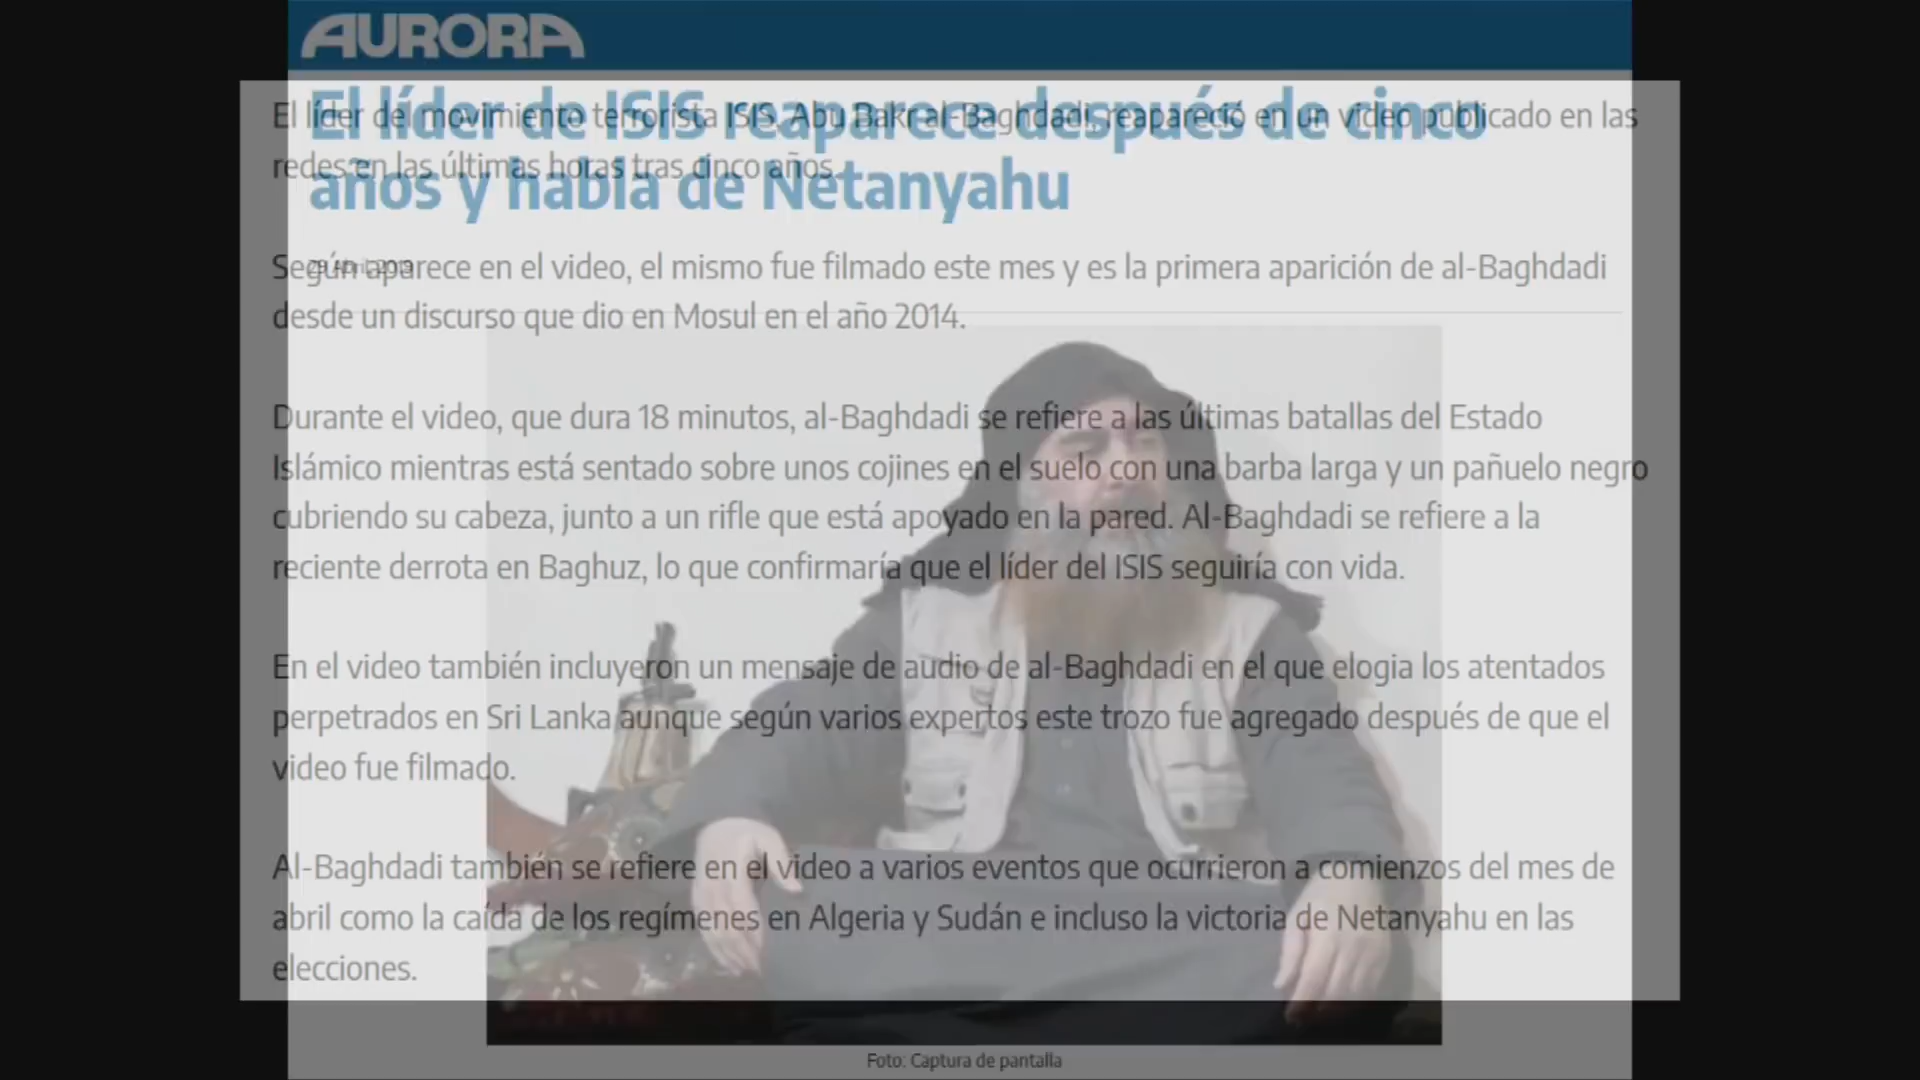 AURORA
El líder de ISIS reaparece después de cinco
años y habla de Netanyahu
29 Abril, 2019
El líder del movimiento terrorista ISIS, Abu Bakr al-Baghdadi, reapareció en un video publicado en las
redes en las últimas horas tras cinco años.
Según aparece en el video, el mismo fue filmado este mes y es la primera aparición de al-Baghdadi
desde un discurso que dio en Mosul en el año 2014.
Durante el video, que dura 18 minutos, al-Baghdadi se refiere a las últimas batallas del Estado
Islámico mientras está sentado sobre unos cojines en el suelo con una barba larga y un pañuelo negro
cubriendo su cabeza, junto a un rifle que está apoyado en la pared. Al-Baghdadi se refiere a la
reciente derrota en Baghuz, lo que confirmaría que el líder del ISIS seguiría con vida.
En el video también incluyeron un mensaje de audio de al-Baghdadi en el que elogia los atentados
perpetrados en Sri Lanka aunque según varios expertos este trozo fue agregado después de que el
video fue filmado.
Al-Baghdadi también se refiere en el video a varios eventos que ocurrieron a comienzos del mes de
abril como la caída de los regímenes en Algeria y Sudán e incluso la victoria de Netanyahu en las
elecciones.
Foto: Captura de pantalla